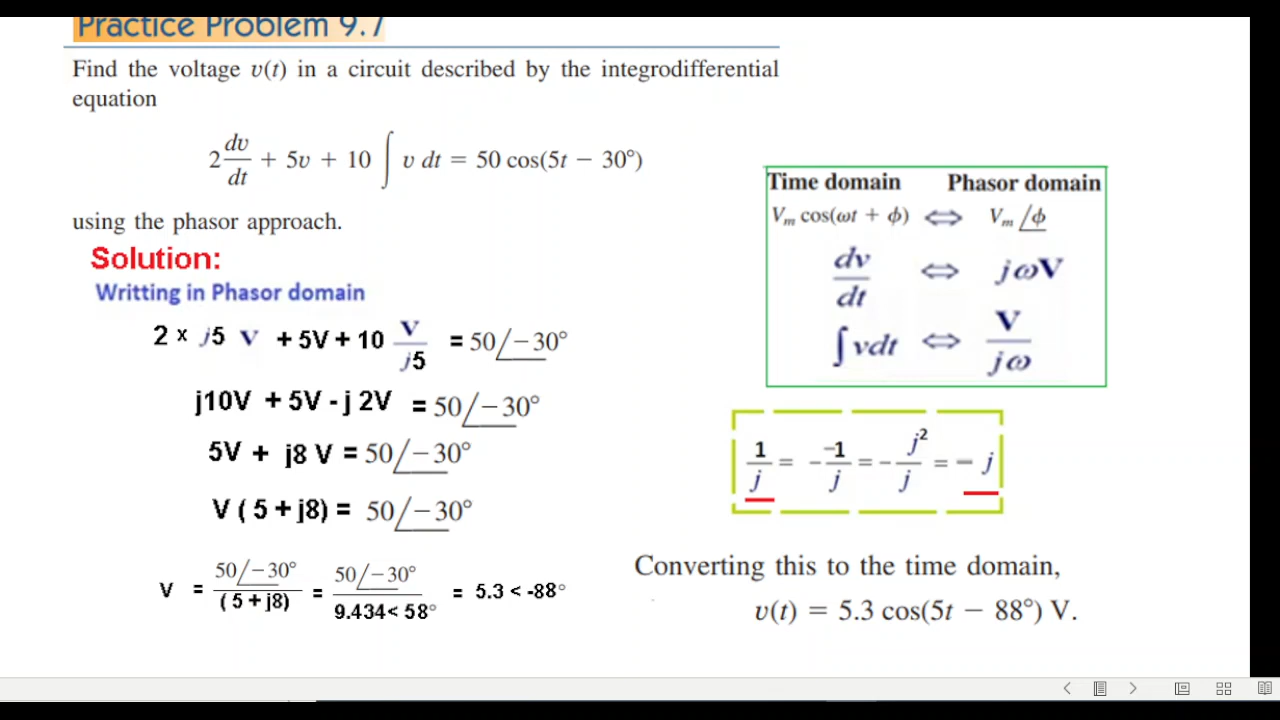 Practice Problem 9.7
Find the voltage v(t) in a circuit described by the integrodifferential
equation
2 dv/dt + 5v + 10 ∫ v dt = 50 cos(5t − 30°)
using the phasor approach.
Solution:
Writting in Phasor domain
2 × j5 V + 5V + 10 V/j5 = 50∠−30°
j10V + 5V - j 2V = 50∠−30°
5V + j8 V = 50∠−30°
V ( 5 + j8) = 50∠−30°
V = 50∠−30° / ( 5 + j8) = 50∠−30° / 9.434< 58° = 5.3 < -88°
Time domain Phasor domain
Vm cos(ωt + ϕ) ⇔ Vm∠ϕ
dv/dt ⇔ jωV
∫ vdt ⇔ V/jω
1/j = - −1/j = - j²/j = - j
Converting this to the time domain,
v(t) = 5.3 cos(5t − 88°) V.